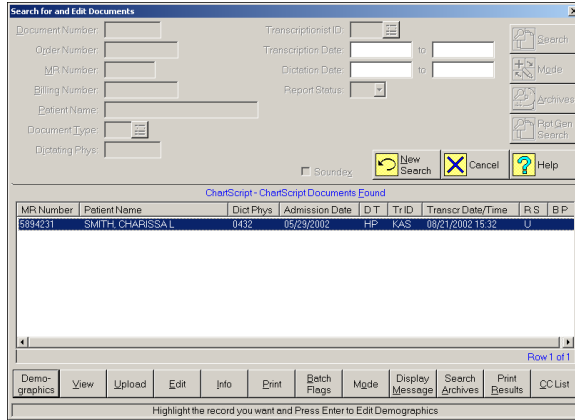 Search for and Edit Documents
Document Number:
Transcriptionist ID:
Search
Order Number:
Transcription Date:
to
MR Number:
Dictation Date:
to
Mode
Billing Number:
Report Status:
Archives
Patient Name:
Document Type:
Rpt Gen Search
Dictating Phys:
Soundex
New Search
Cancel
Help
ChartScript - ChartScript Documents Found
MR Number Patient Name Dict Phys Admission Date D T Tr ID Transcr Date/Time R S B P
5894231 SMITH, CHARISSA L 0432 05/29/2002 HP KAS 08/21/2002 15:32 U
Row 1 of 1
Demo-graphics View Upload Edit Info Print Batch Flags Mode Display Message Search Archives Print Results CC List
Highlight the record you want and Press Enter to Edit Demographics